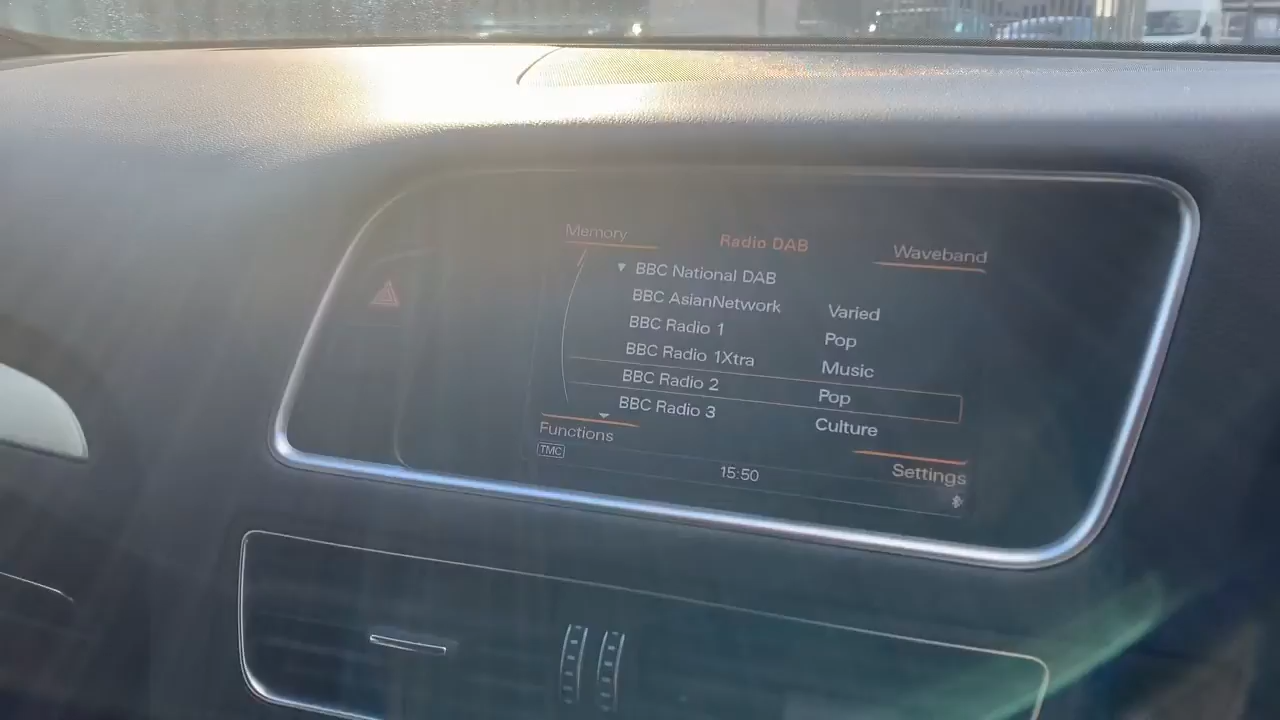 Memory Radio DAB Waveband
BBC National DAB
BBC AsianNetwork Varied
BBC Radio 1 Pop
BBC Radio 1Xtra Music
BBC Radio 2 Pop
BBC Radio 3 Culture
Functions Settings
TMC 15:50